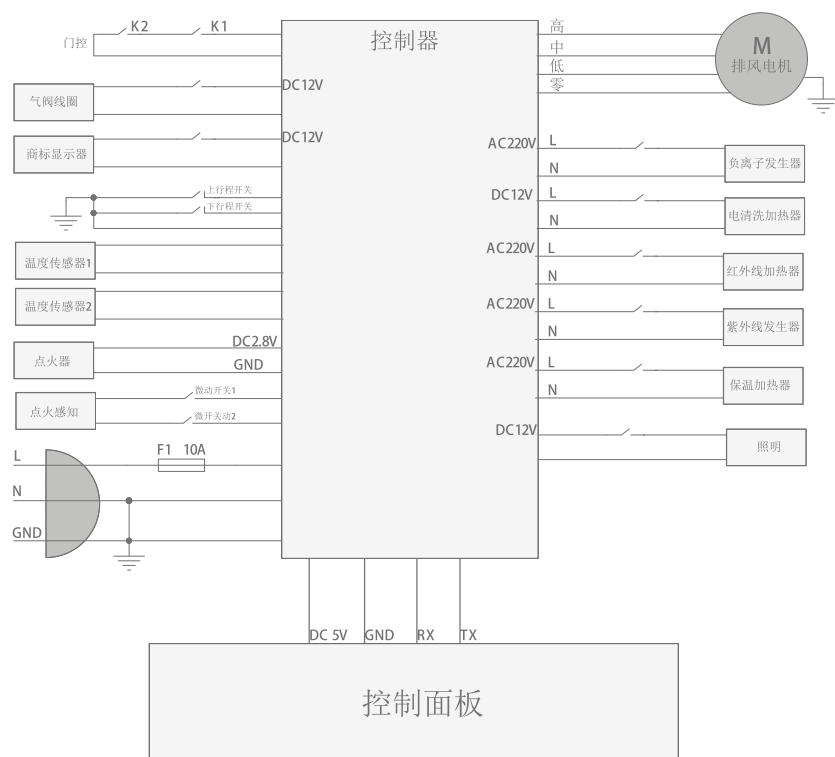 K2
K1
门控
控制器
高
中
低
零
M
排风电机
气阀线圈
DC12V
商标显示器
DC12V
上行程开关
下行程开关
温度传感器1
温度传感器2
点火器
DC2.8V
GND
点火感知
微动开关1
微开关动2
L
F1 10A
N
GND
AC220V
L
N
负离子发生器
DC12V
L
N
电清洗加热器
AC220V
L
N
红外线加热器
AC220V
L
N
紫外线发生器
AC220V
L
N
保温加热器
DC12V
照明
DC 5V
GND
RX
TX
控制面板